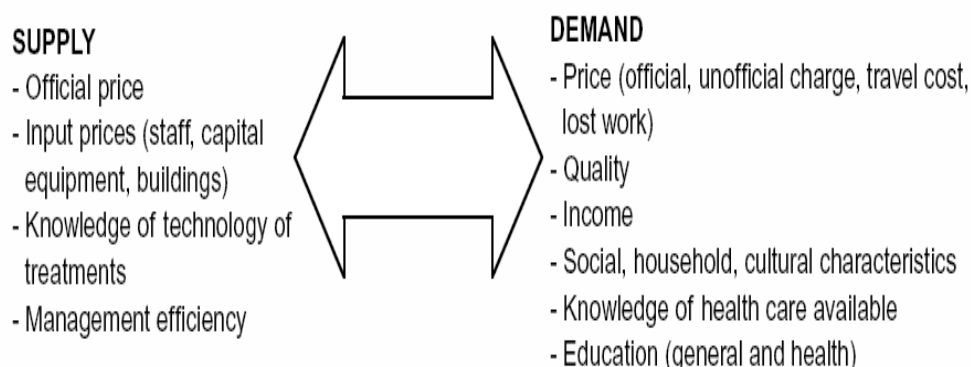 SUPPLY
- Official price
- Input prices (staff, capital
equipment, buildings)
- Knowledge of technology of
treatments
- Management efficiency
DEMAND
- Price (official, unofficial charge, travel cost,
lost work)
- Quality
- Income
- Social, household, cultural characteristics
- Knowledge of health care available
- Education (general and health)